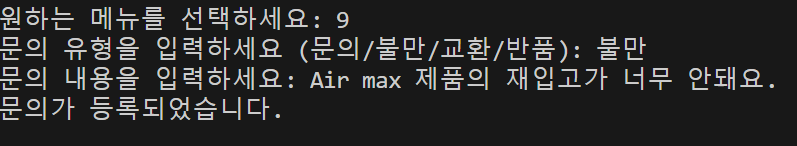 원하는 메뉴를 선택하세요: 9
문의 유형을 입력하세요 (문의/불만/교환/반품): 불만
문의 내용을 입력하세요: Air max 제품의 재입고가 너무 안돼요.
문의가 등록되었습니다.